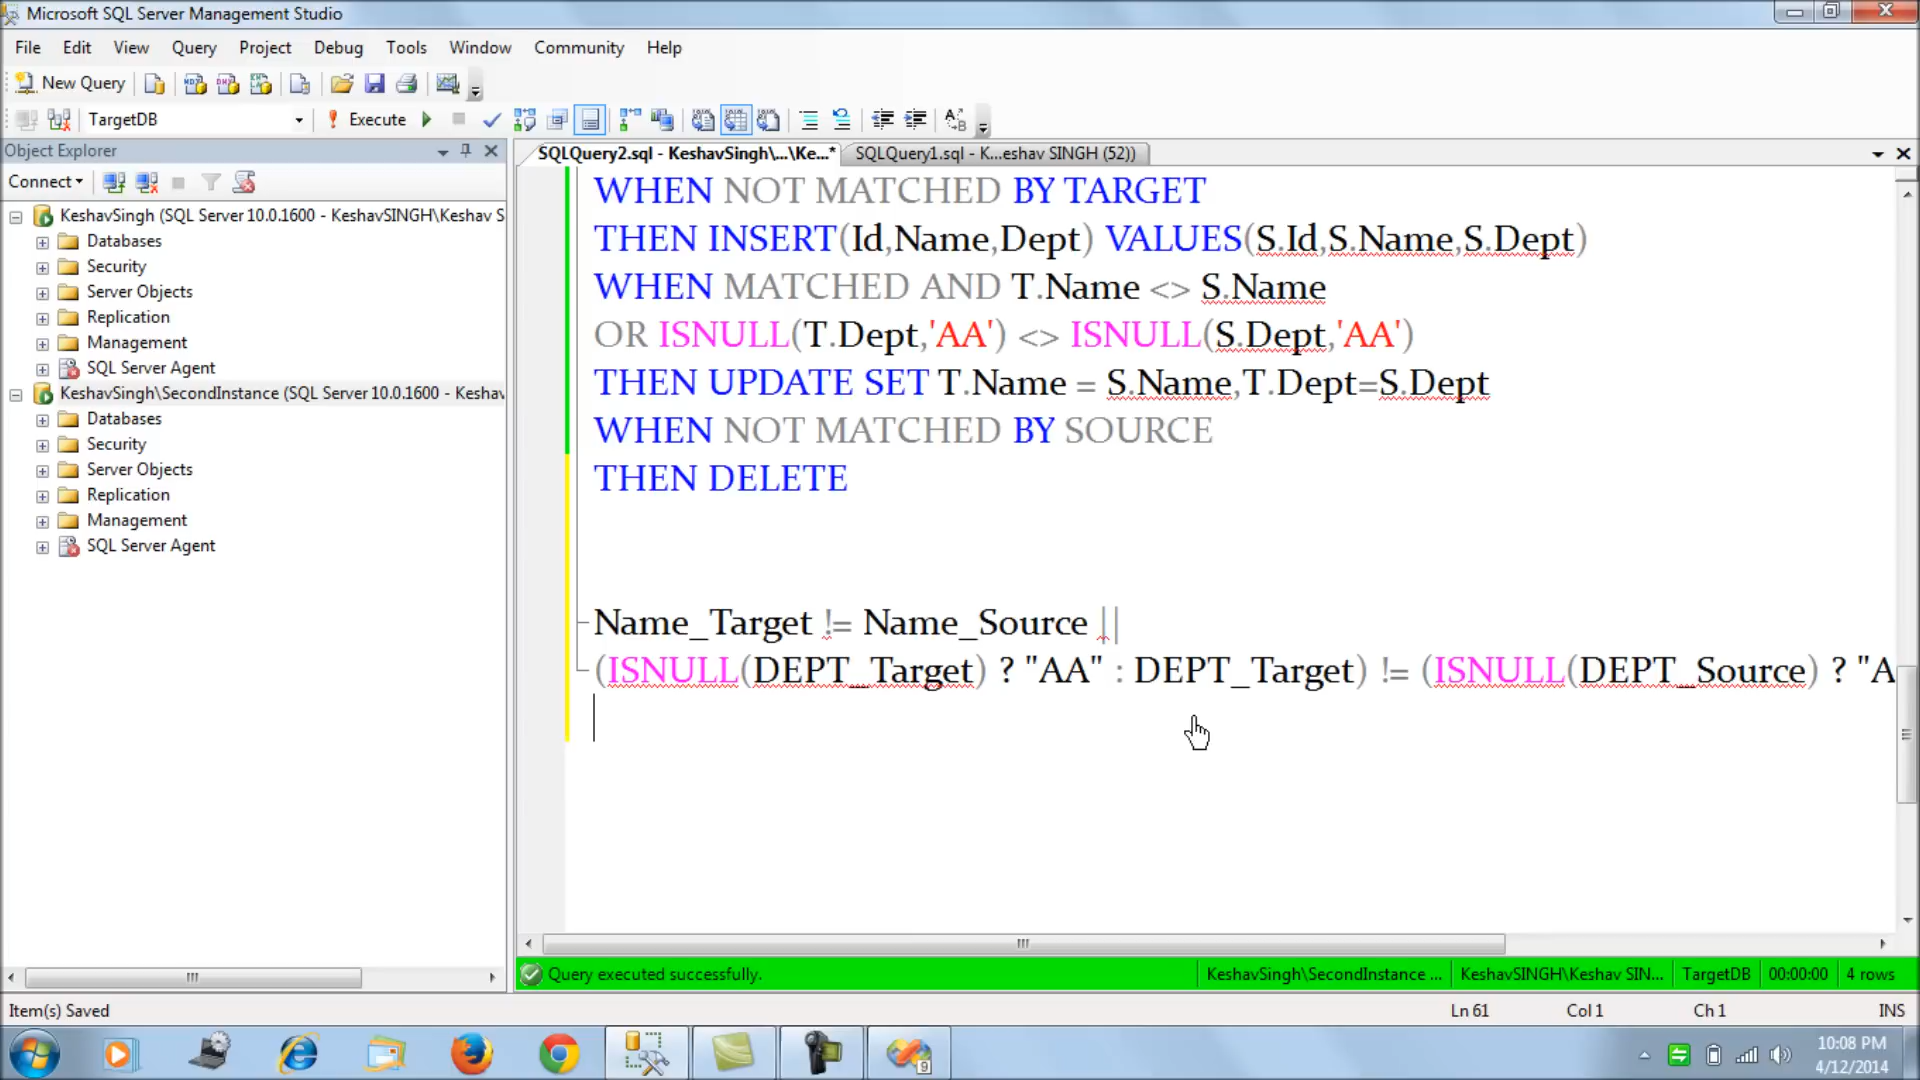 Microsoft SQL Server Management Studio
File Edit View Query Project Debug Tools Window Community Help
New Query
TargetDB Execute
Object Explorer
SQLQuery2.sql - KeshavSingh\...\Ke...* SQLQuery1.sql - K...eshav SINGH (52))
Connect
KeshavSingh (SQL Server 10.0.1600 - KeshavSINGH\Keshav S
Databases
Security
Server Objects
Replication
Management
SQL Server Agent
KeshavSingh\SecondInstance (SQL Server 10.0.1600 - Keshav
Databases
Security
Server Objects
Replication
Management
SQL Server Agent
WHEN NOT MATCHED BY TARGET
THEN INSERT(Id,Name,Dept) VALUES(S.Id,S.Name,S.Dept)
WHEN MATCHED AND T.Name <> S.Name
OR ISNULL(T.Dept,'AA') <> ISNULL(S.Dept,'AA')
THEN UPDATE SET T.Name = S.Name,T.Dept=S.Dept
WHEN NOT MATCHED BY SOURCE
THEN DELETE
Name_Target != Name_Source ||
(ISNULL(DEPT_Target) ? "AA" : DEPT_Target) != (ISNULL(DEPT_Source) ? "A
Query executed successfully. KeshavSingh\SecondInstance ... KeshavSINGH\Keshav SIN... TargetDB 00:00:00 4 rows
Item(s) Saved Ln 61 Col 1 Ch 1 INS
9
10:08 PM
4/12/2014